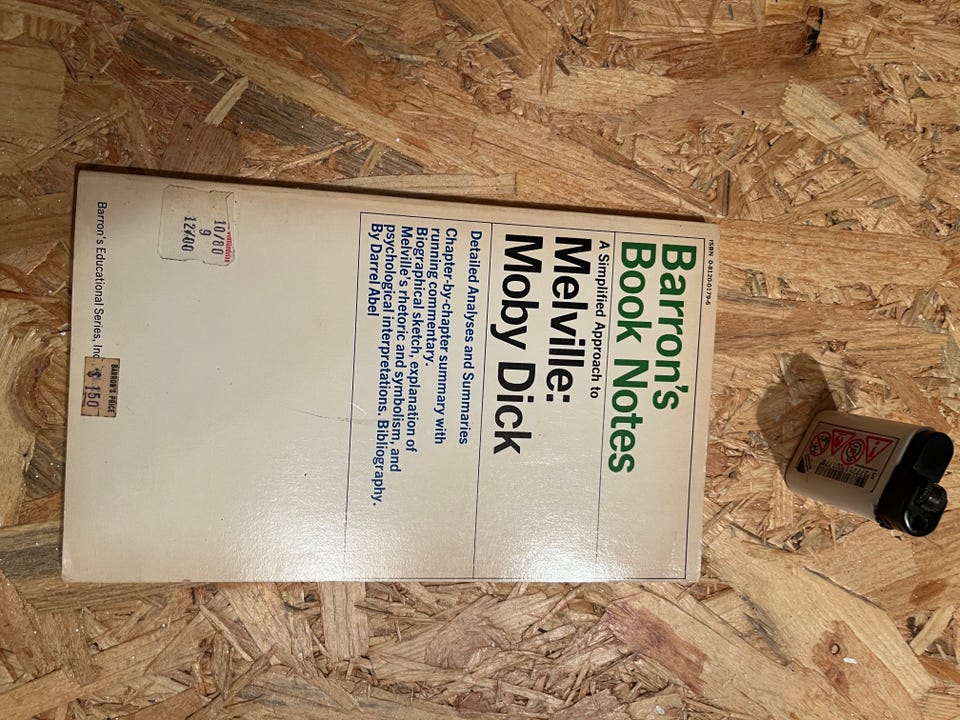 ISBN 0-8120-0179-6
Barron's
Book Notes
A Simplified Approach to
Melville:
Moby Dick
Detailed Analyses and Summaries
Chapter-by-chapter summary with
running commentary.
Biographical sketch, explanation of
Melville's rhetoric and symbolism, and
psychological interpretations. Bibliography.
By Darrel Abel
10/80
9
Barron's Educational Series, Inc.
BARRON'S PRICE
$ 150